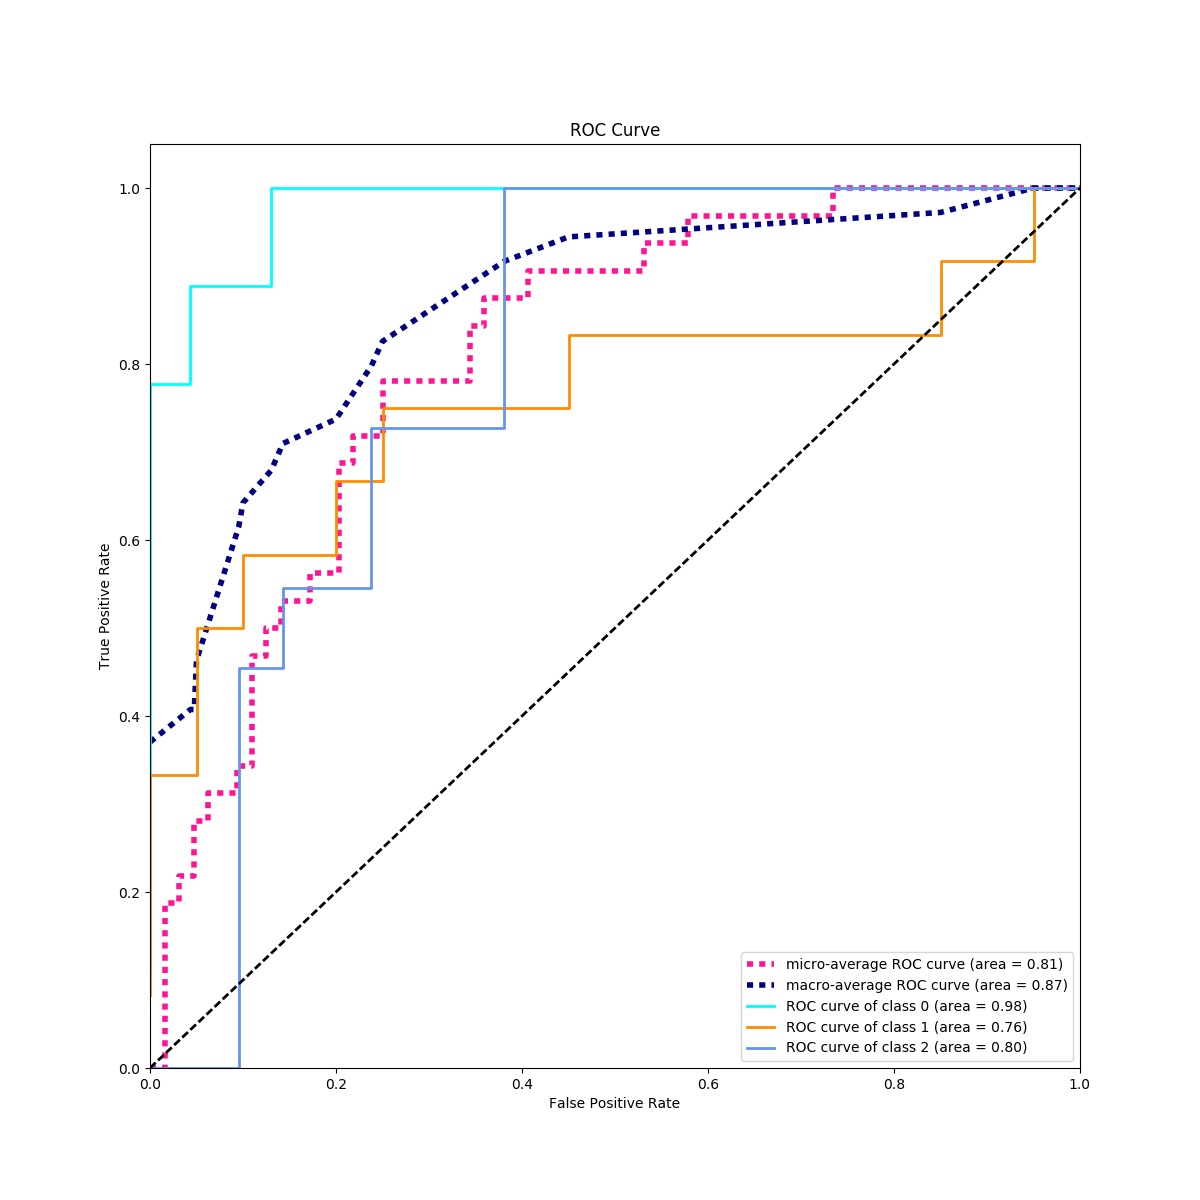 ROC Curve
1.0
0.8
0.6
0.4
0.2
0.0
True Positive Rate
0.0 0.2 0.4 0.6 0.8 1.0
False Positive Rate
micro-average ROC curve (area = 0.81)
macro-average ROC curve (area = 0.87)
ROC curve of class 0 (area = 0.98)
ROC curve of class 1 (area = 0.76)
ROC curve of class 2 (area = 0.80)